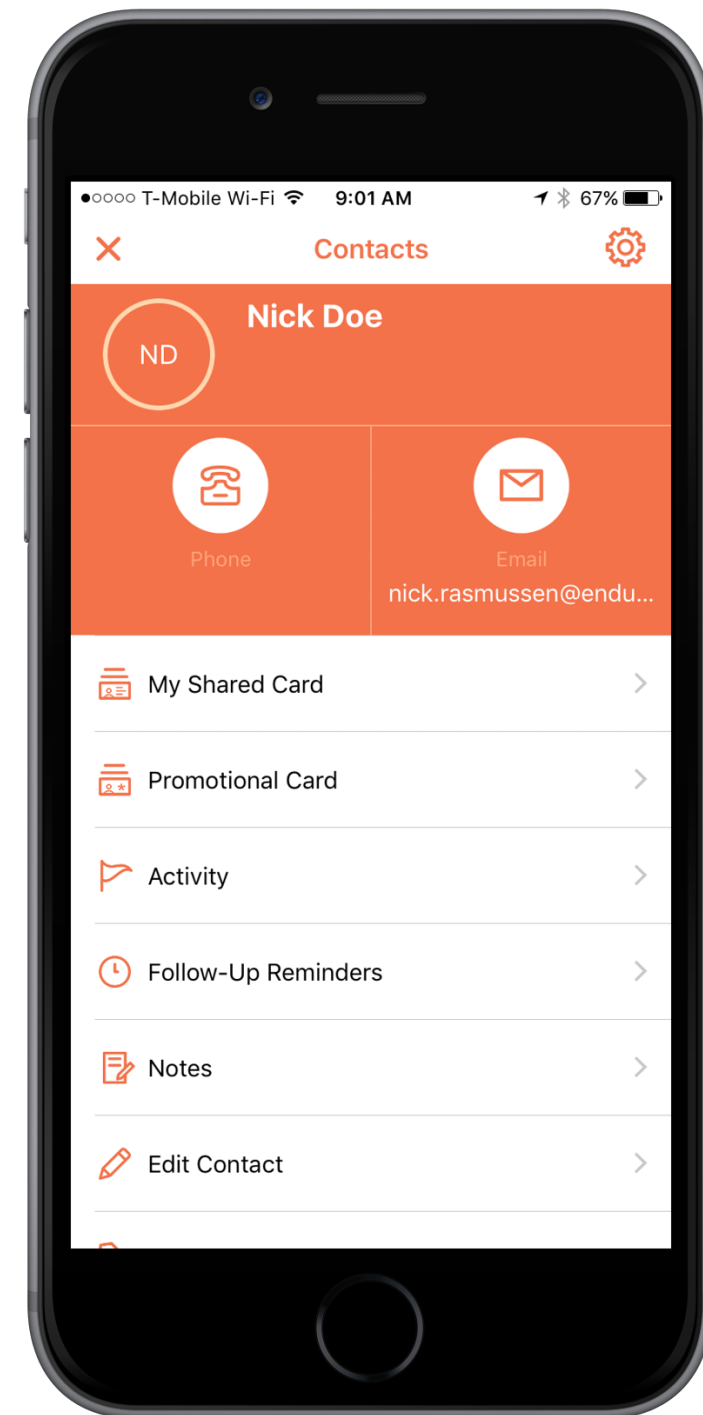 T-Mobile Wi-Fi 9:01 AM 67%
Contacts
Nick Doe
ND
Phone
Email
nick.rasmussen@endu...
My Shared Card
Promotional Card
Activity
Follow-Up Reminders
Notes
Edit Contact